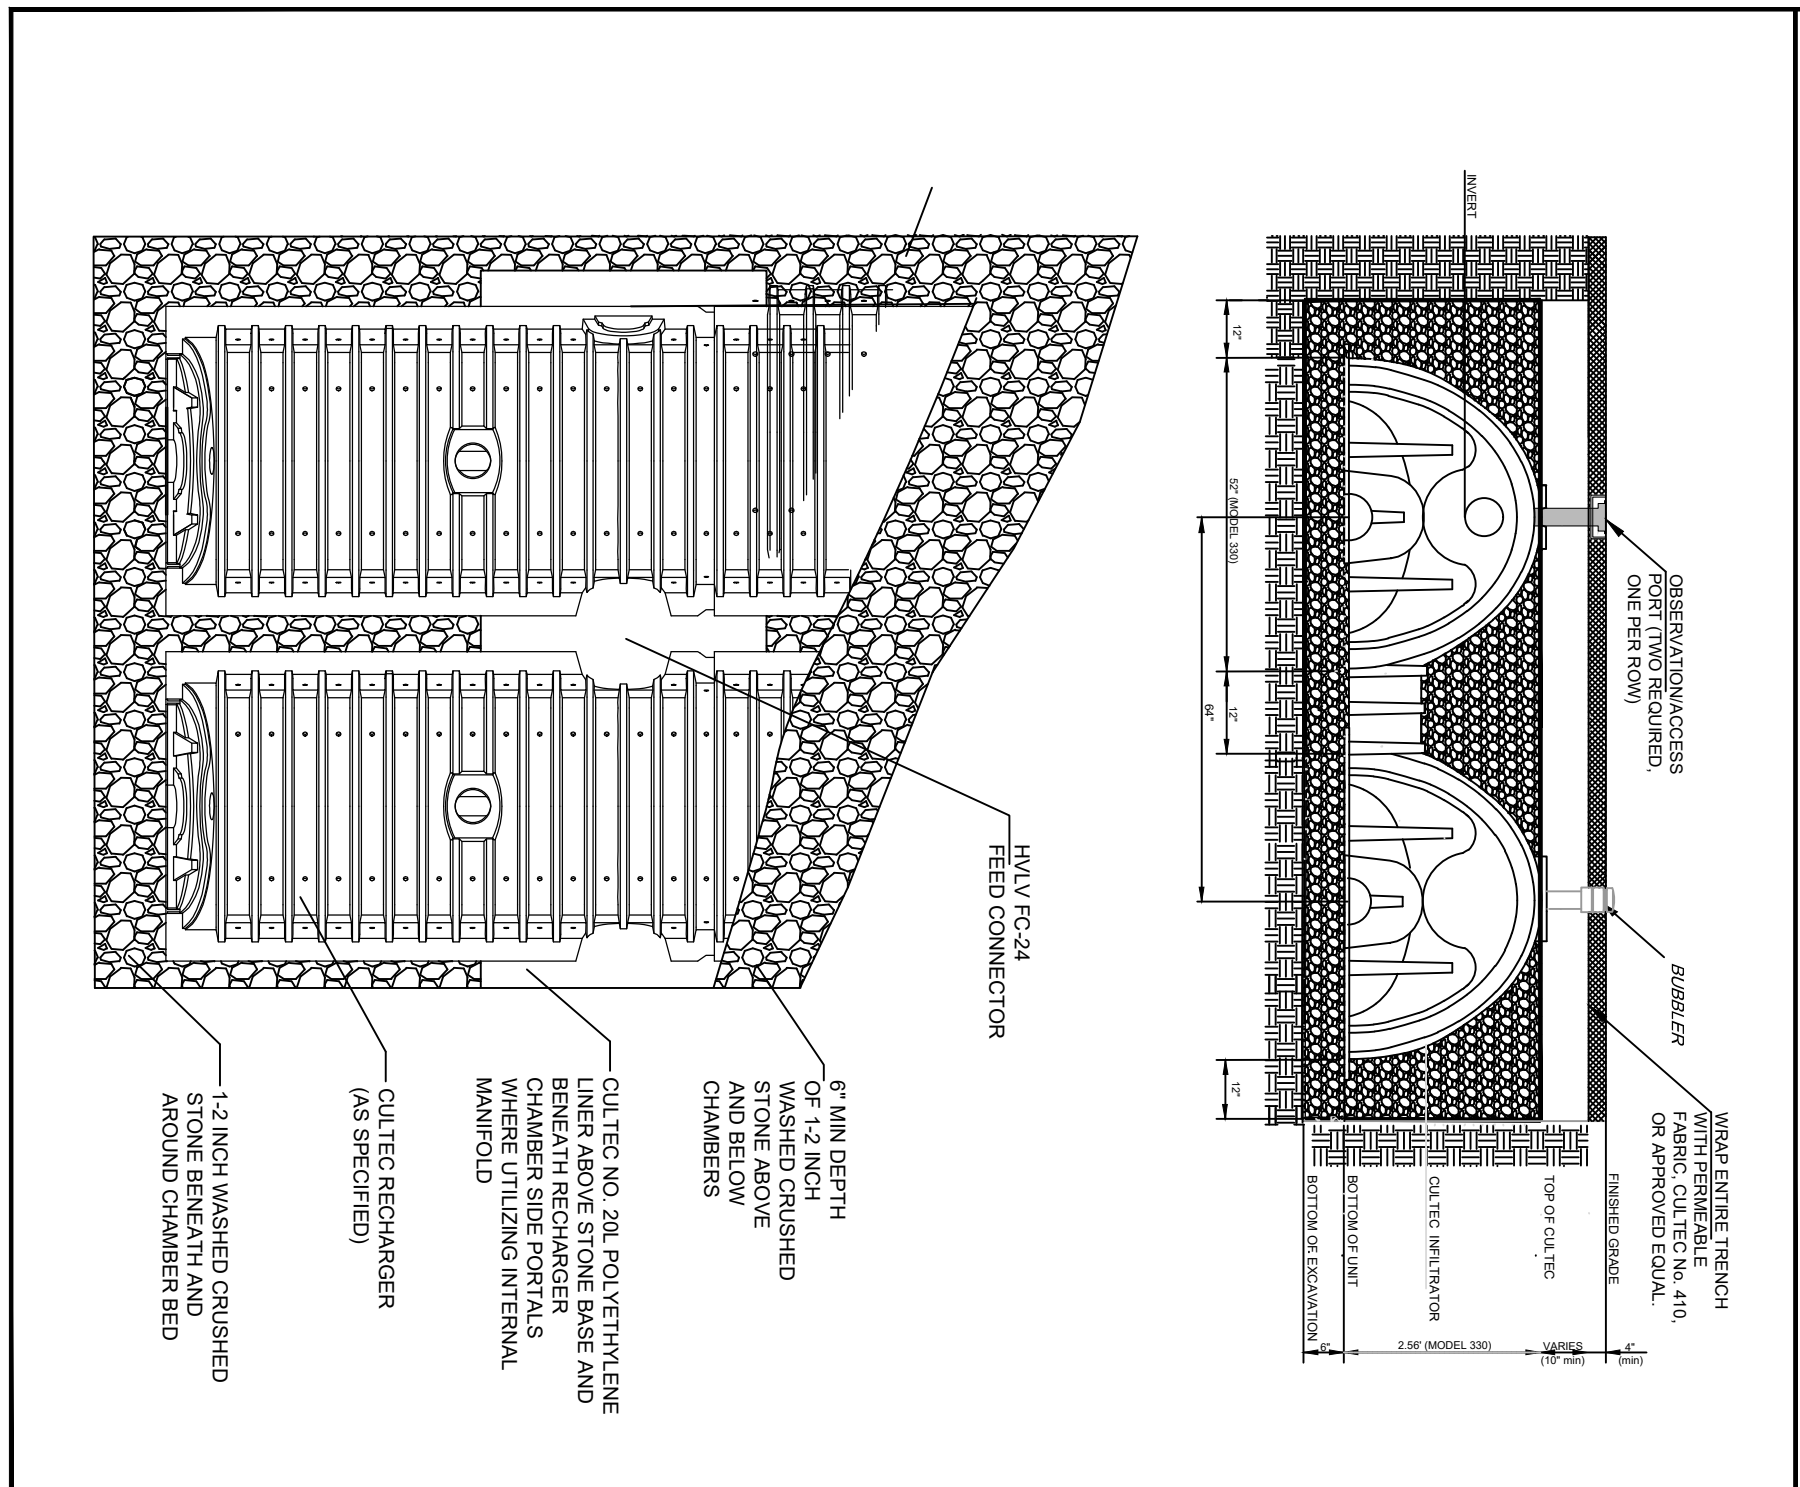 INVERT
OBSERVATION/ACCESS
PORT (TWO REQUIRED,
ONE PER ROW)
BUBBLER
WRAP ENTIRE TRENCH
WITH PERMEABLE
FABRIC, CULTEC No. 410,
OR APPROVED EQUAL.
FINISHED GRADE
TOP OF CULTEC
CULTEC INFILTRATOR
BOTTOM OF UNIT
BOTTOM OF EXCAVATION
4"
(min)
VARIES
(10" min)
2.56' (MODEL 330)
6"
12"
52" (MODEL 330)
12"
64"
12"
HVLV FC-24
FEED CONNECTOR
6" MIN DEPTH
OF 1-2 INCH
WASHED CRUSHED
STONE ABOVE
AND BELOW
CHAMBERS
CULTEC NO. 20L POLYETHYLENE
LINER ABOVE STONE BASE AND
BENEATH RECHARGER
CHAMBER SIDE PORTALS
WHERE UTILIZING INTERNAL
MANIFOLD
CULTEC RECHARGER
(AS SPECIFIED)
1-2 INCH WASHED CRUSHED
STONE BENEATH AND
AROUND CHAMBER BED